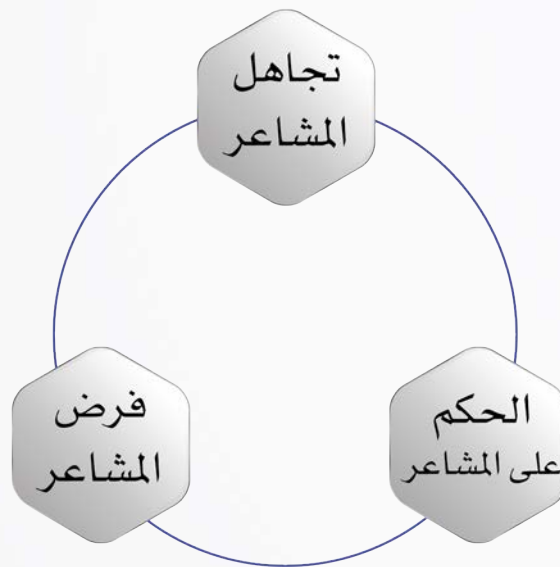 تجاهل
المشاعر
الحكم
على المشاعر
فرض
المشاعر